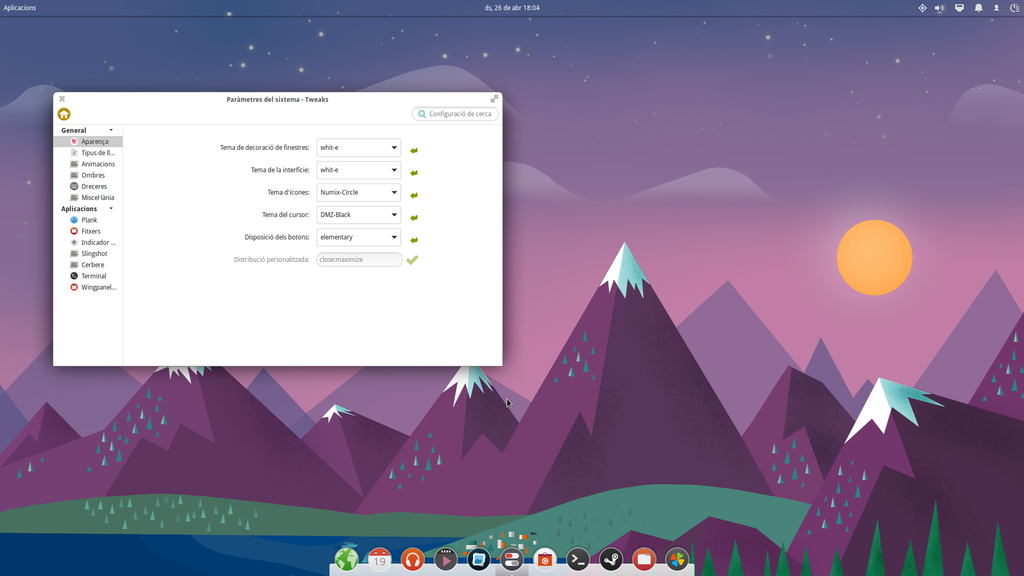 Aplicacions
ds, 26 de abr 18:04
Paràmetres del sistema - Tweaks
Configuració de cerca
General
Aparença
Tipus de ll...
Animacions
Ombres
Dreceres
Miscel·lània
Aplicacions
Plank
Fitxers
Indicador ...
Slingshot
Cerbere
Terminal
Wingpanel...
Tema de decoració de finestres: whit-e
Tema de la interfície: whit-e
Tema d'icones: Numix-Circle
Tema del cursor: DMZ-Black
Disposició dels botons: elementary
Distribució personalitzada: close:maximize
19